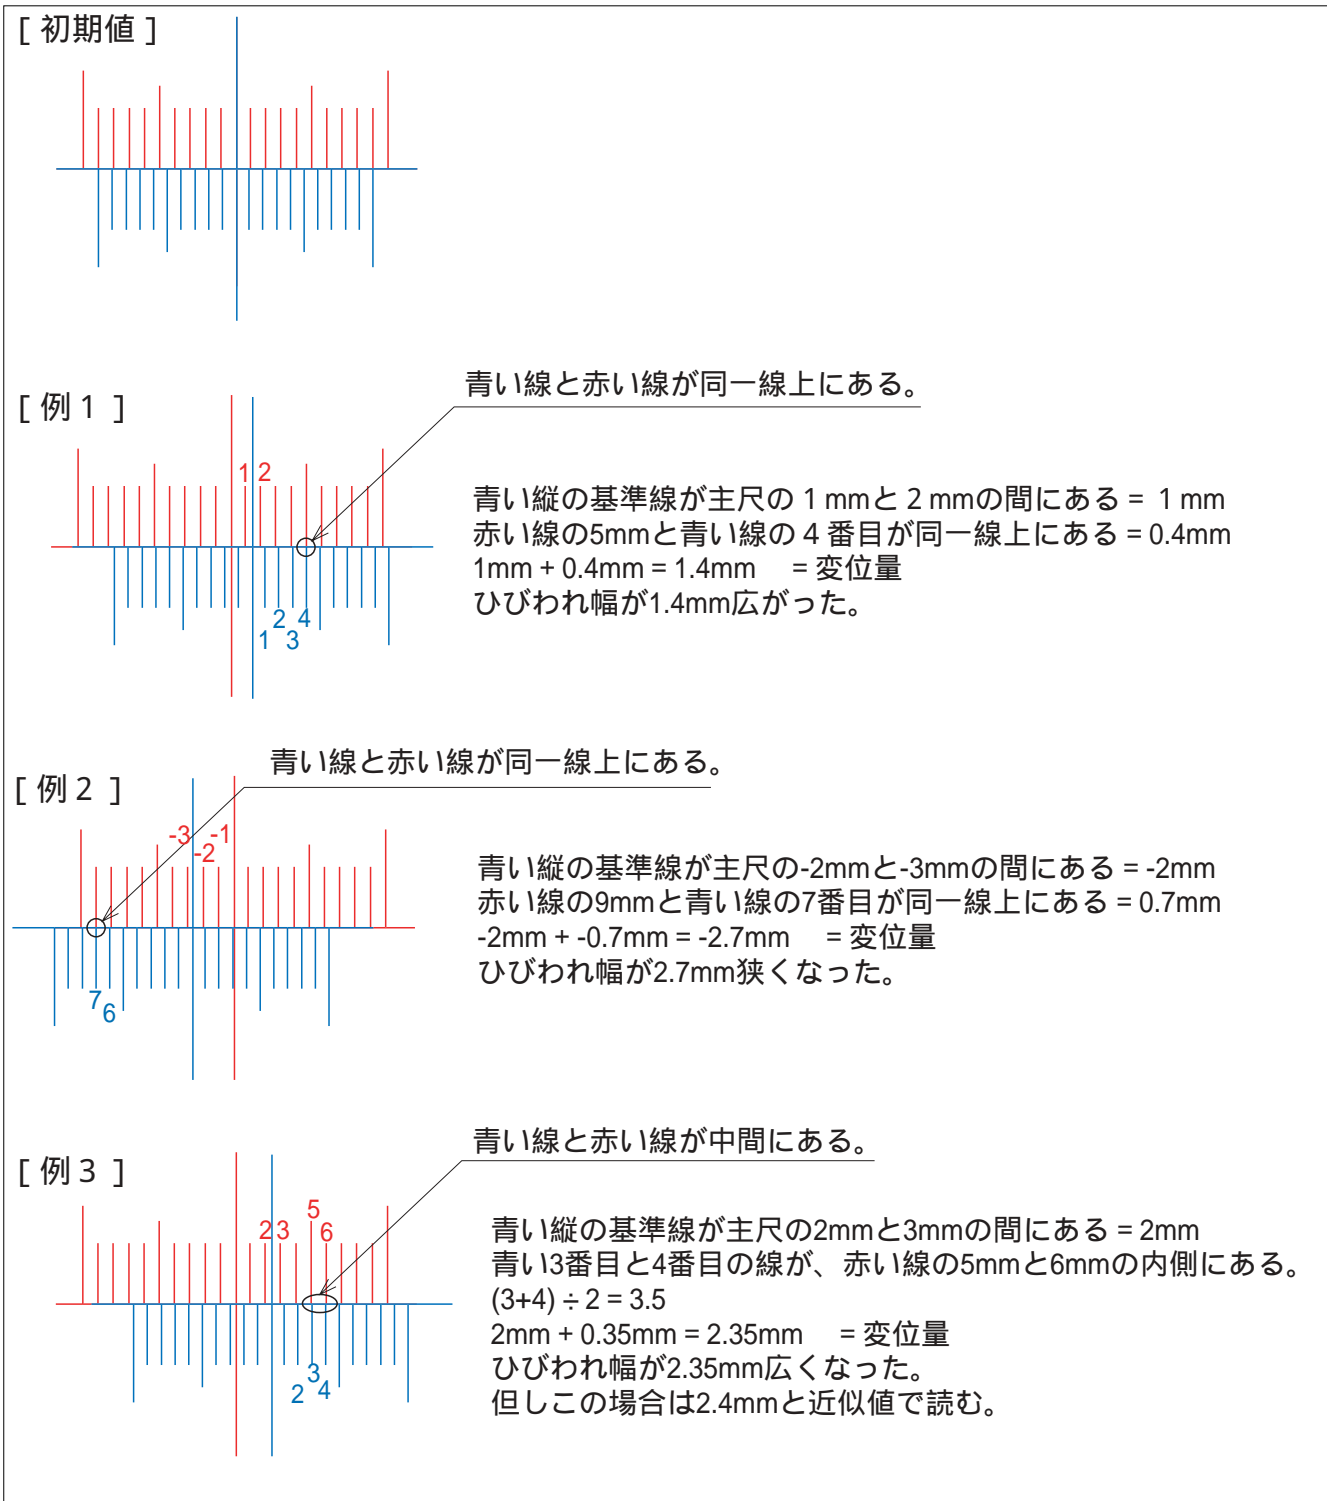 [ 初期値 ]
青い線と赤い線が同一線上にある。
[ 例 1 ]
1 2
青い縦の基準線が主尺の 1 mmと 2 mmの間にある = 1 mm
赤い線の5mmと青い線の 4 番目が同一線上にある = 0.4mm
1mm + 0.4mm = 1.4mm = 変位量
ひびわれ幅が1.4mm広がった。
1 2 3 4
青い線と赤い線が同一線上にある。
[ 例 2 ]
-3 -2 -1
青い縦の基準線が主尺の-2mmと-3mmの間にある = -2mm
赤い線の9mmと青い線の7番目が同一線上にある = 0.7mm
-2mm + -0.7mm = -2.7mm = 変位量
ひびわれ幅が2.7mm狭くなった。
7 6
青い線と赤い線が中間にある。
[ 例 3 ]
2 3 5 6
青い縦の基準線が主尺の2mmと3mmの間にある = 2mm
青い3番目と4番目の線が、赤い線の5mmと6mmの内側にある。
(3+4) ÷ 2 = 3.5
2mm + 0.35mm = 2.35mm = 変位量
ひびわれ幅が2.35mm広くなった。
但しこの場合は2.4mmと近似値で読む。
2 3 4